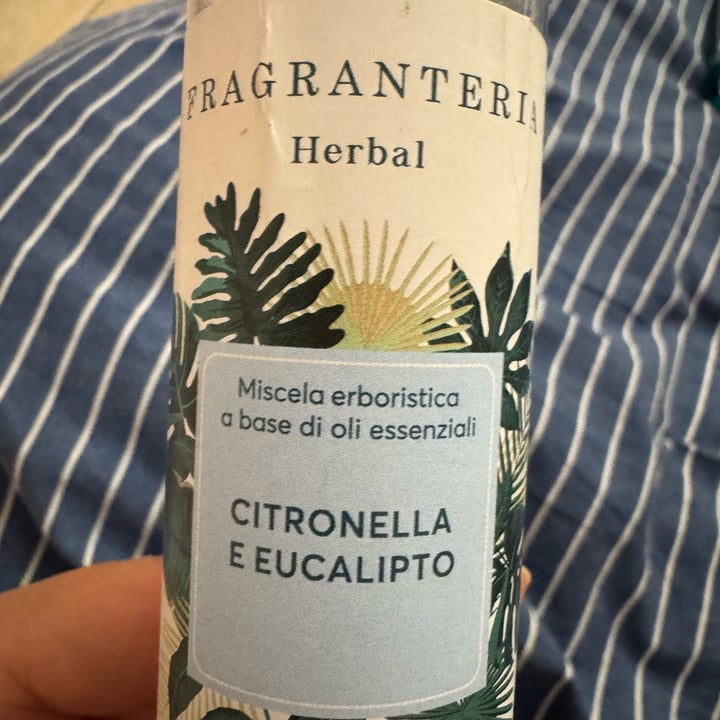 FRAGRANTERIA
Herbal
Miscela erboristica
a base di oli essenziali
CITRONELLA
E EUCALIPTO